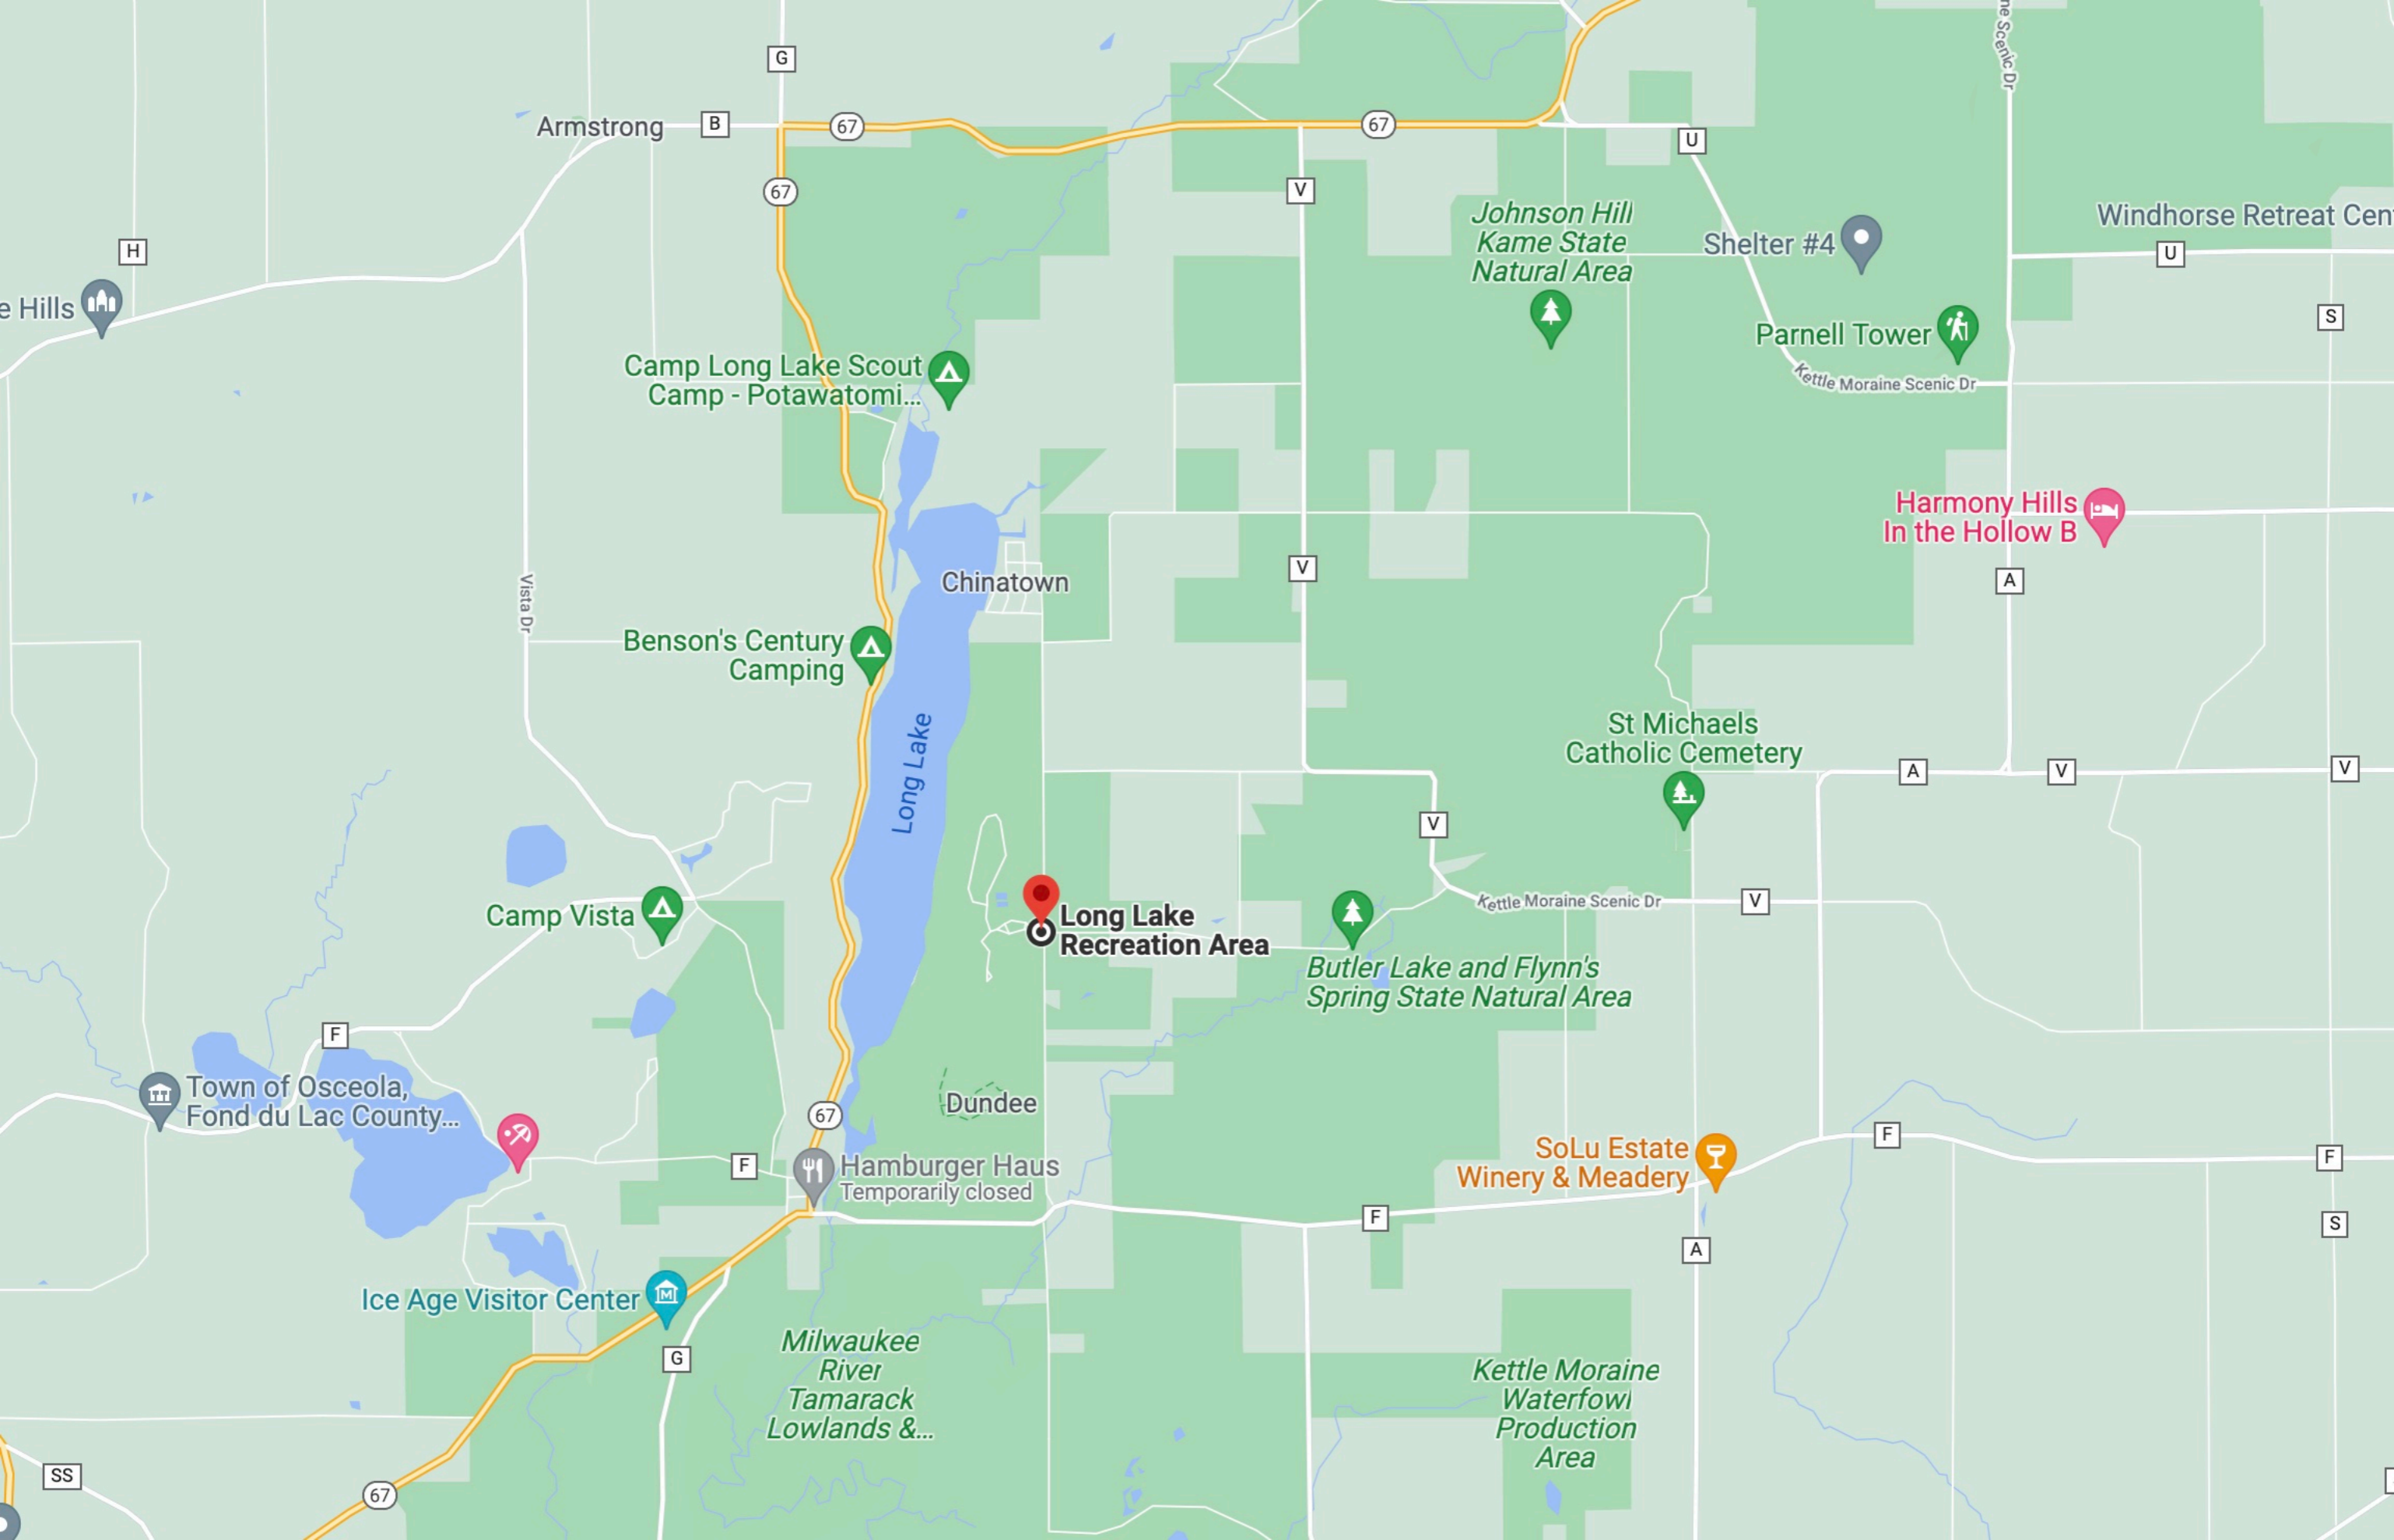 ne Scenic Dr
G
Armstrong
B
67
67
U
67
V
H
Johnson Hill
Kame State
Natural Area
Shelter #4
Windhorse Retreat Cen
U
e Hills
S
Parnell Tower
Kettle Moraine Scenic Dr
Camp Long Lake Scout
Camp - Potawatomi...
Harmony Hills
In the Hollow B
V
A
Chinatown
Vista Dr
Benson's Century
Camping
Long Lake
St Michaels
Catholic Cemetery
A
V
V
V
Camp Vista
Long Lake
Recreation Area
Kettle Moraine Scenic Dr
V
Butler Lake and Flynn's
Spring State Natural Area
F
Town of Osceola,
Fond du Lac County...
67
Dundee
F
Hamburger Haus
Temporarily closed
SoLu Estate
Winery & Meadery
F
F
F
S
A
Ice Age Visitor Center
M
G
Milwaukee
River
Tamarack
Lowlands &...
Kettle Moraine
Waterfowl
Production
Area
SS
67